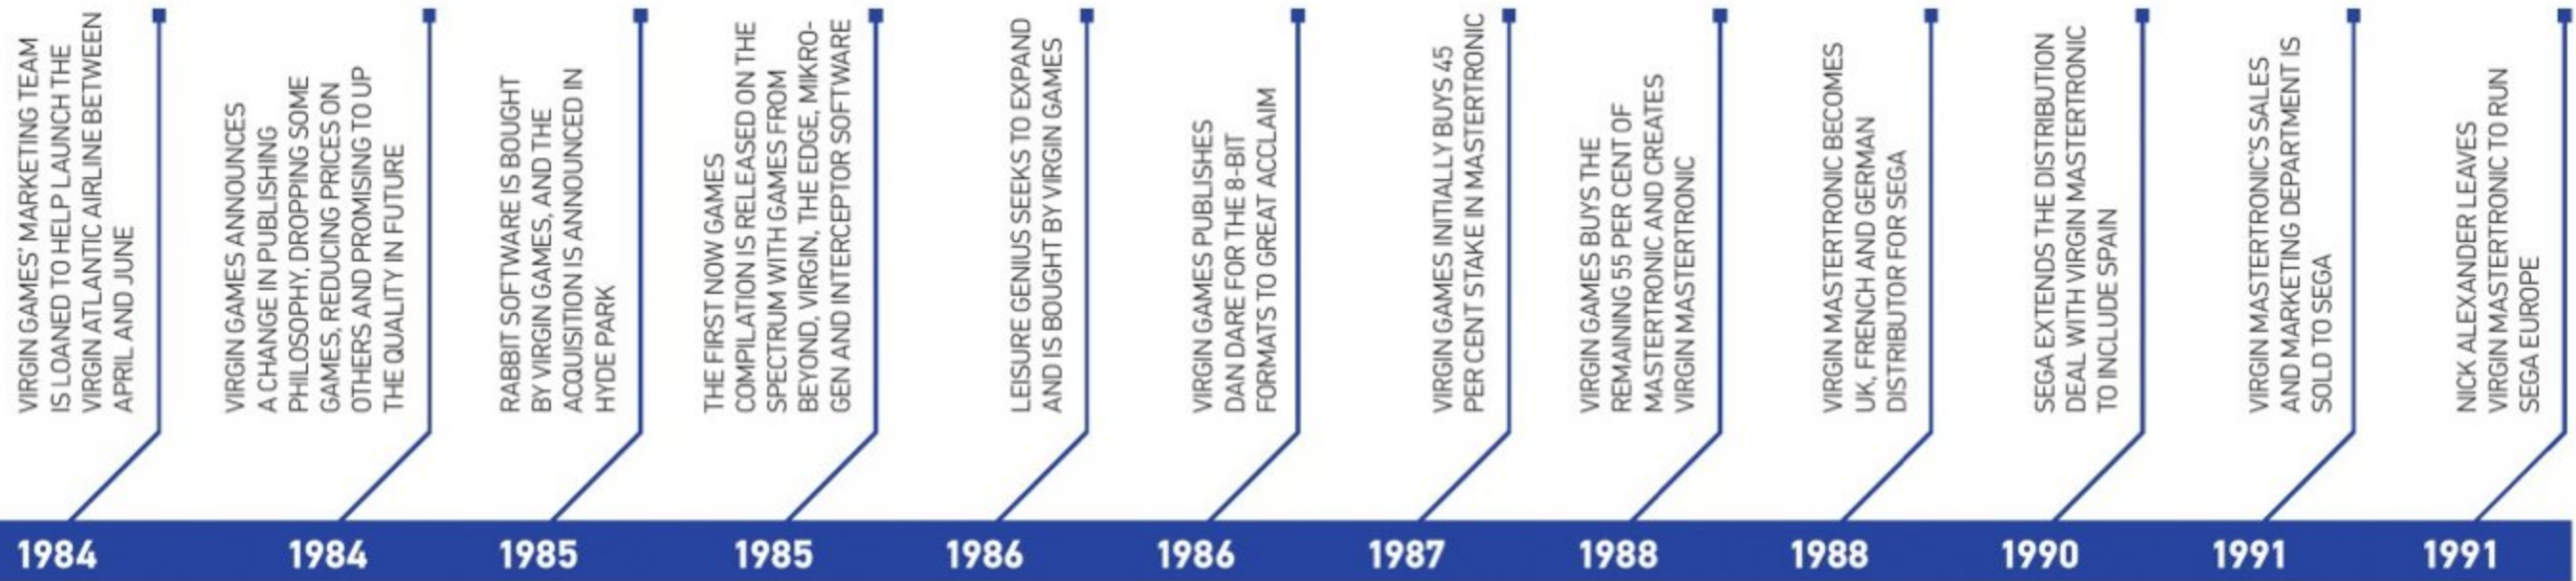 VIRGIN GAMES' MARKETING TEAM
IS LOANED TO HELP LAUNCH THE
VIRGIN ATLANTIC AIRLINE BETWEEN
APRIL AND JUNE
1984
VIRGIN GAMES ANNOUNCES
A CHANGE IN PUBLISHING
PHILOSOPHY, DROPPING SOME
GAMES, REDUCING PRICES ON
OTHERS AND PROMISING TO UP
THE QUALITY IN FUTURE
1984
RABBIT SOFTWARE IS BOUGHT
BY VIRGIN GAMES, AND THE
ACQUISITION IS ANNOUNCED IN
HYDE PARK
1985
THE FIRST NOW GAMES
COMPILATION IS RELEASED ON THE
SPECTRUM WITH GAMES FROM
BEYOND, VIRGIN, THE EDGE, MIKRO-
GEN AND INTERCEPTOR SOFTWARE
1985
LEISURE GENIUS SEEKS TO EXPAND
AND IS BOUGHT BY VIRGIN GAMES
1986
VIRGIN GAMES PUBLISHES
DAN DARE FOR THE 8-BIT
FORMATS TO GREAT ACCLAIM
1986
VIRGIN GAMES INITIALLY BUYS 45
PER CENT STAKE IN MASTERTRONIC
1987
VIRGIN GAMES BUYS THE
REMAINING 55 PER CENT OF
MASTERTRONIC AND CREATES
VIRGIN MASTERTRONIC
1988
VIRGIN MASTERTRONIC BECOMES
UK, FRENCH AND GERMAN
DISTRIBUTOR FOR SEGA
1988
SEGA EXTENDS THE DISTRIBUTION
DEAL WITH VIRGIN MASTERTRONIC
TO INCLUDE SPAIN
1990
VIRGIN MASTERTRONIC'S SALES
AND MARKETING DEPARTMENT IS
SOLD TO SEGA
1991
NICK ALEXANDER LEAVES
VIRGIN MASTERTRONIC TO RUN
SEGA EUROPE
1991